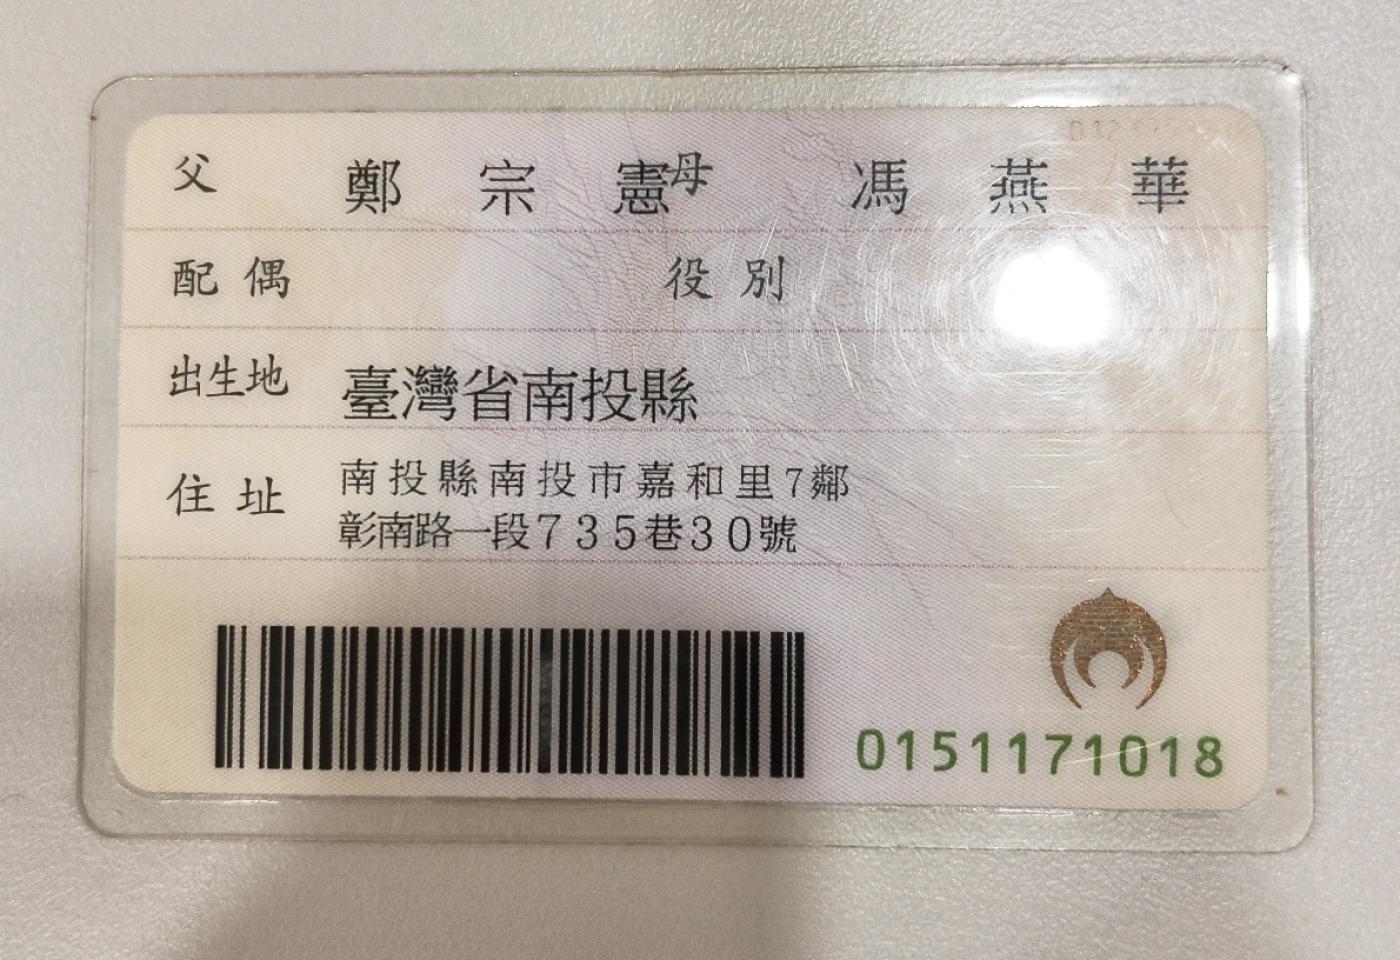 父 鄭宗憲 母 馮燕華
配偶 役別
出生地 臺灣省南投縣
住址 南投縣南投市嘉和里7鄰
彰南路一段735巷30號
0151171018